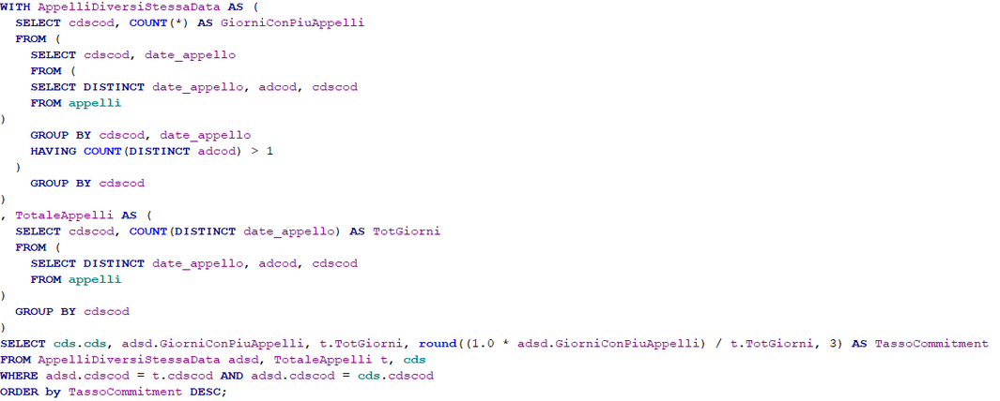 WITH AppelliDiversiStessaData AS (
SELECT cdscod, COUNT(*) AS GiorniConPiuAppelli
FROM (
SELECT cdscod, date_appello
FROM (
SELECT DISTINCT date_appello, adcod, cdscod
FROM appelli
)
GROUP BY cdscod, date_appello
HAVING COUNT(DISTINCT adcod) > 1
)
GROUP BY cdscod
)
, TotaleAppelli AS (
SELECT cdscod, COUNT(DISTINCT date_appello) AS TotGiorni
FROM (
SELECT DISTINCT date_appello, adcod, cdscod
FROM appelli
)
GROUP BY cdscod
)
SELECT cds.cds, adsd.GiorniConPiuAppelli, t.TotGiorni, round((1.0 * adsd.GiorniConPiuAppelli) / t.TotGiorni, 3) AS TassoCommitment
FROM AppelliDiversiStessaData adsd, TotaleAppelli t, cds
WHERE adsd.cdscod = t.cdscod AND adsd.cdscod = cds.cdscod
ORDER by TassoCommitment DESC;